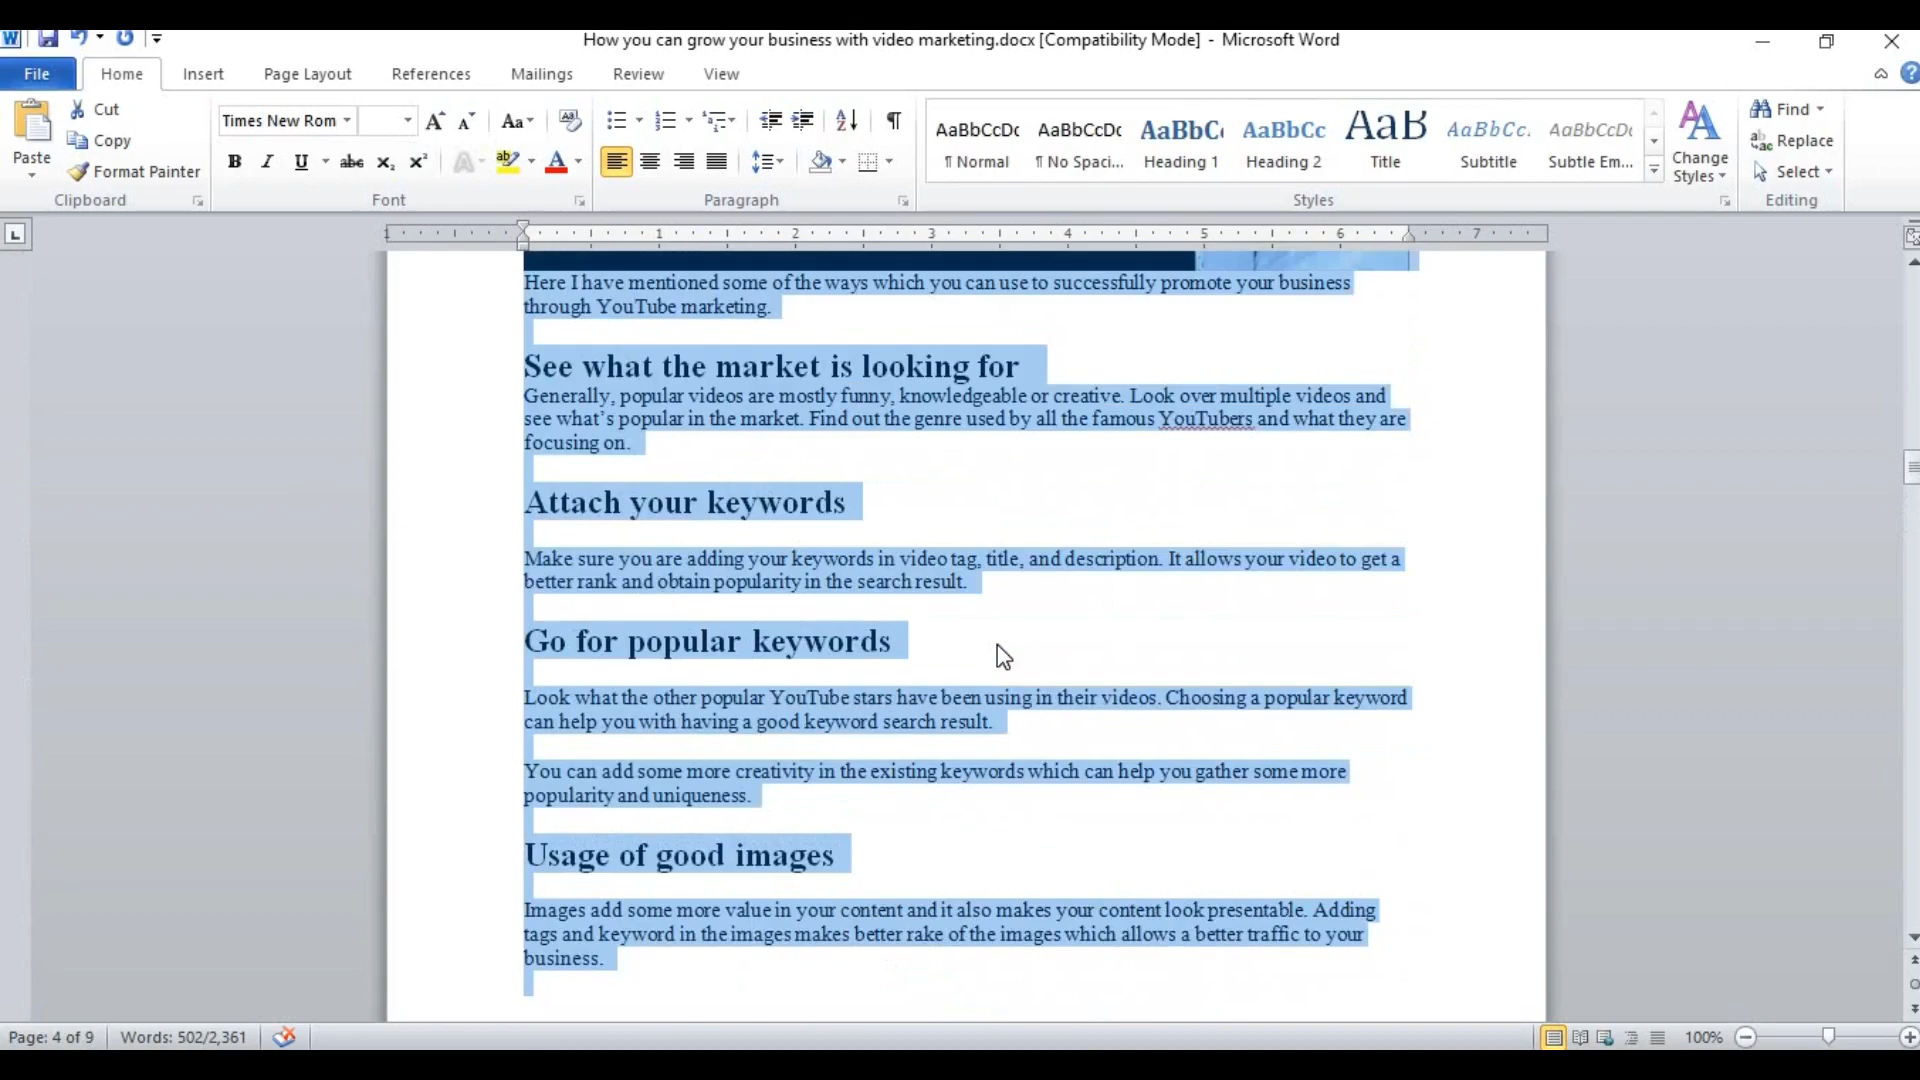 How you can grow your business with video marketing.docx [Compatibility Mode] - Microsoft Word
File Home Insert Page Layout References Mailings Review View
Paste
Cut
Copy
Format Painter
Times New Rom
Aa
AaBbCcDc AaBbCcDc AaBbC AaBbCc AaB AaBbCc. AaBbCcDc
¶ Normal ¶ No Spaci... Heading 1 Heading 2 Title Subtitle Subtle Em...
Change Styles
Find
Replace
Select
Clipboard Font Paragraph Styles Editing
1 1 2 3 4 5 6 7
Here I have mentioned some of the ways which you can use to successfully promote your business
through YouTube marketing.
See what the market is looking for
Generally, popular videos are mostly funny, knowledgeable or creative. Look over multiple videos and
see what's popular in the market. Find out the genre used by all the famous YouTubers and what they are
focusing on.
Attach your keywords
Make sure you are adding your keywords in video tag, title, and description. It allows your video to get a
better rank and obtain popularity in the search result.
Go for popular keywords
Look what the other popular YouTube stars have been using in their videos. Choosing a popular keyword
can help you with having a good keyword search result.
You can add some more creativity in the existing keywords which can help you gather some more
popularity and uniqueness.
Usage of good images
Images add some more value in your content and it also makes your content look presentable. Adding
tags and keyword in the images makes better rake of the images which allows a better traffic to your
business.
Page: 4 of 9 Words: 502/2,361 100%